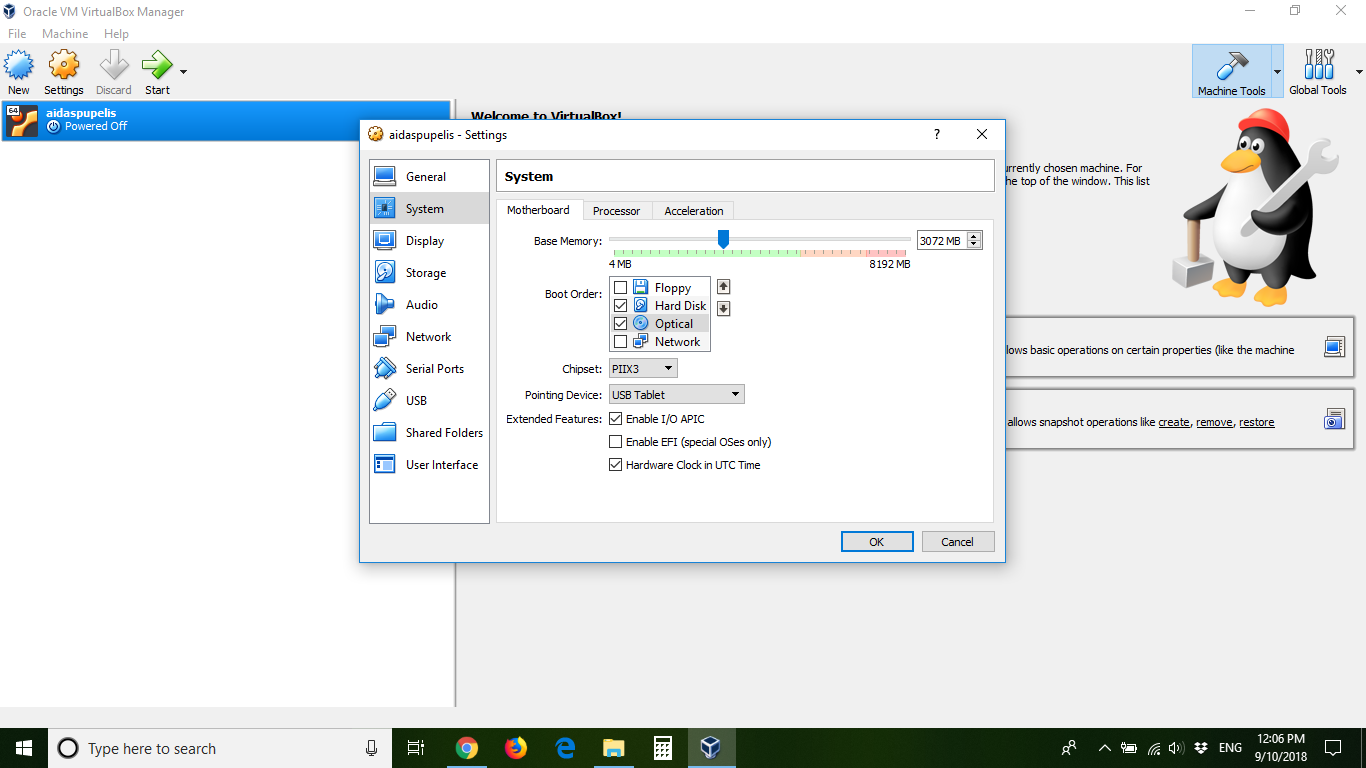 Oracle VM VirtualBox Manager
File Machine Help
New Settings Discard Start
Machine Tools Global Tools
64 aidaspupelis
Powered Off
Welcome to VirtualBox!
urrently chosen machine. For
he top of the window. This list
lows basic operations on certain properties (like the machine
allows snapshot operations like create, remove, restore
aidaspupelis - Settings ?
General
System
Display
Storage
Audio
Network
Serial Ports
USB
Shared Folders
User Interface
System
Motherboard Processor Acceleration
Base Memory: 3072 MB
4 MB 8192 MB
Boot Order: Floppy
Hard Disk
Optical
Network
Chipset: PIIX3
Pointing Device: USB Tablet
Extended Features: Enable I/O APIC
Enable EFI (special OSes only)
Hardware Clock in UTC Time
OK Cancel
Type here to search
ENG 12:06 PM
9/10/2018